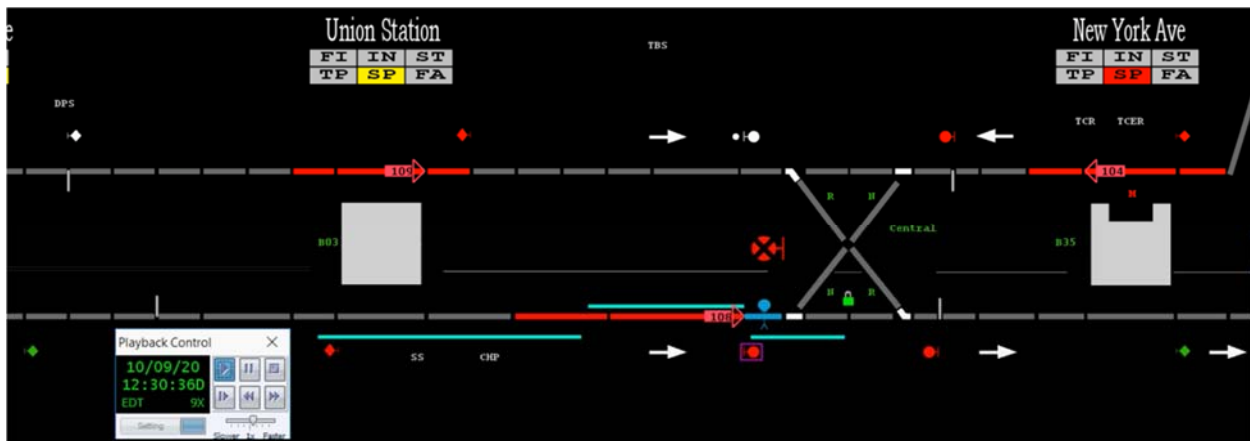 e
Union Station
New York Ave
FI IN ST
TP SP FA
FI IN ST
TP SP FA
TBS
DPS
TCR TCER
109
104
R N
M
B03
Central
B35
N R
108
SS CHP
Playback Control
10/09/20
12:30:36D
EDT 9X
Setting
Slower 1x Faster